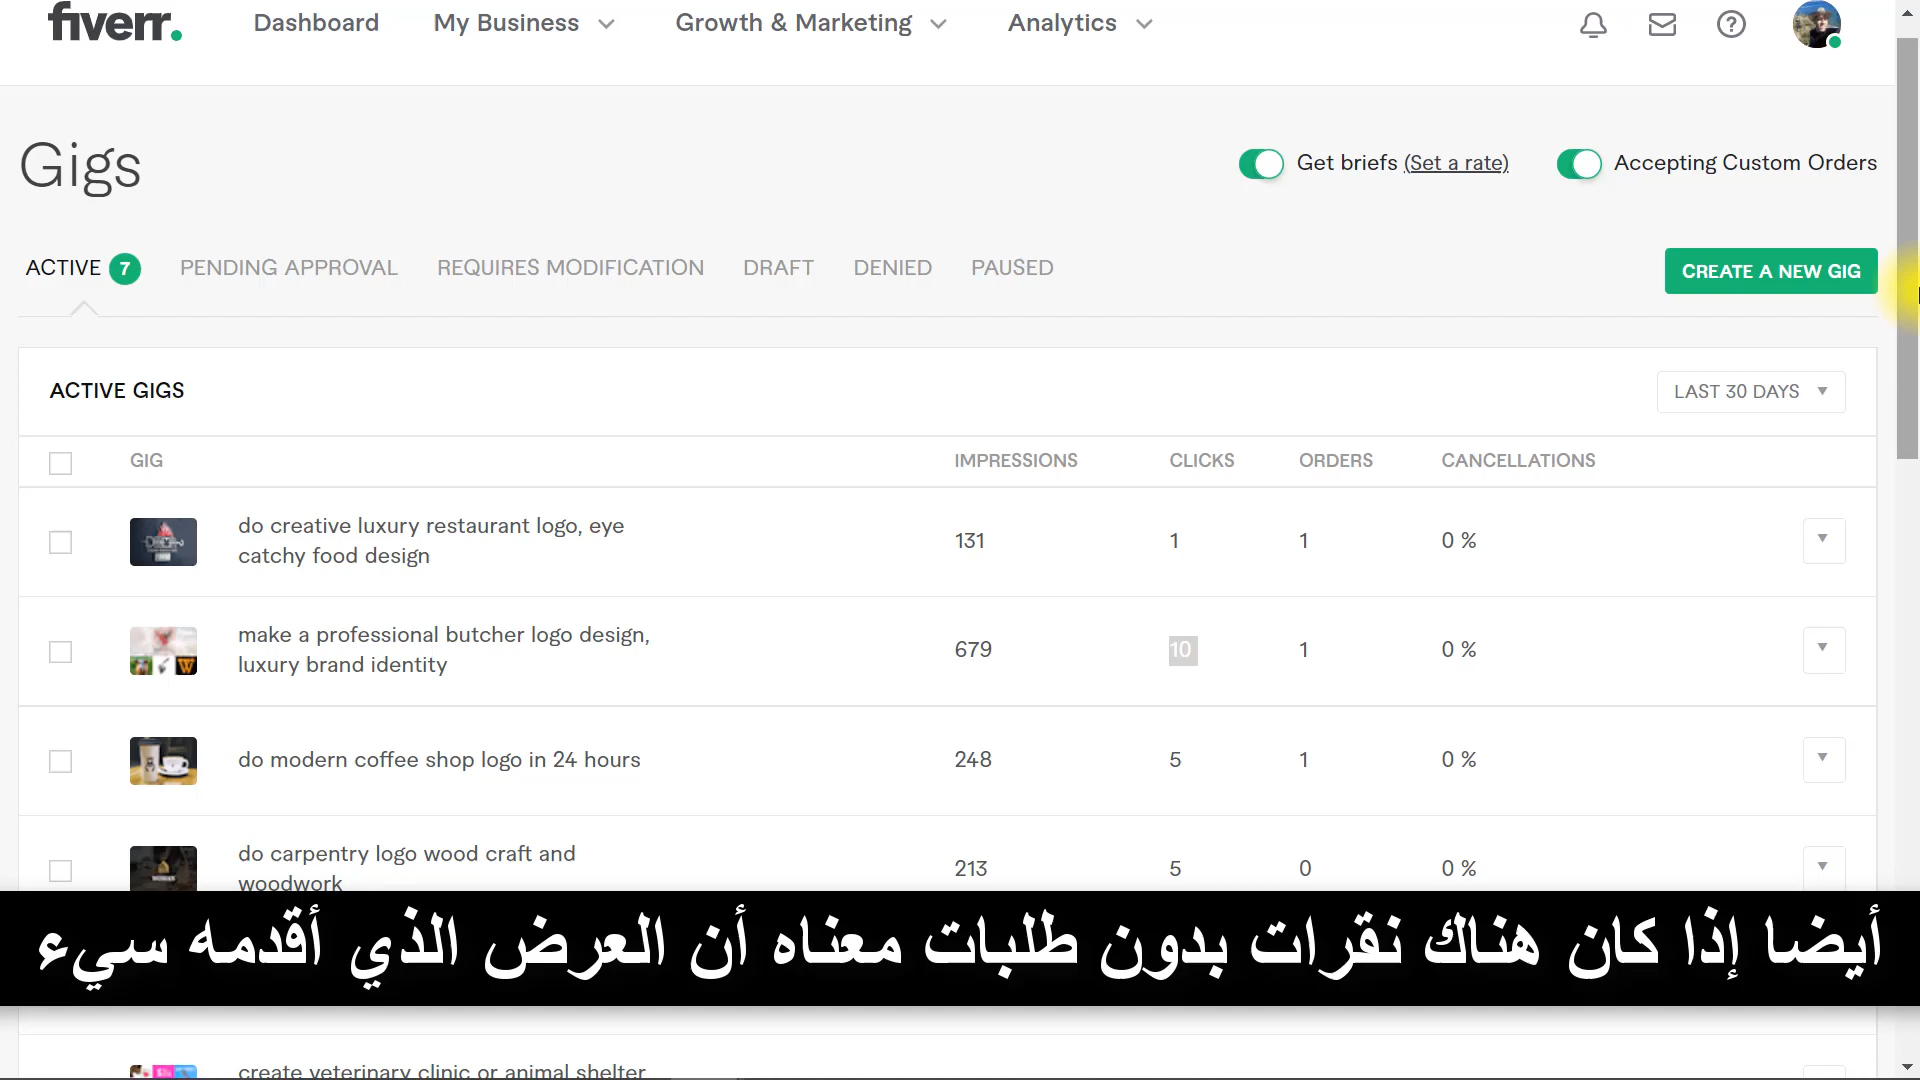 fiverr.
Dashboard
My Business
Growth & Marketing
Analytics
Gigs
Get briefs (Set a rate)
Accepting Custom Orders
ACTIVE 7
PENDING APPROVAL
REQUIRES MODIFICATION
DRAFT
DENIED
PAUSED
CREATE A NEW GIG
ACTIVE GIGS
LAST 30 DAYS
GIG
IMPRESSIONS
CLICKS
ORDERS
CANCELLATIONS
do creative luxury restaurant logo, eye
catchy food design
131
1
1
0 %
make a professional butcher logo design,
luxury brand identity
679
10
1
0 %
do modern coffee shop logo in 24 hours
248
5
1
0 %
do carpentry logo wood craft and
woodwork
213
5
0
0 %
أيضا إذا كان هناك نقرات بدون طلبات معناه أن العرض الذي أقدمه سيء
create veterinary clinic or animal shelter